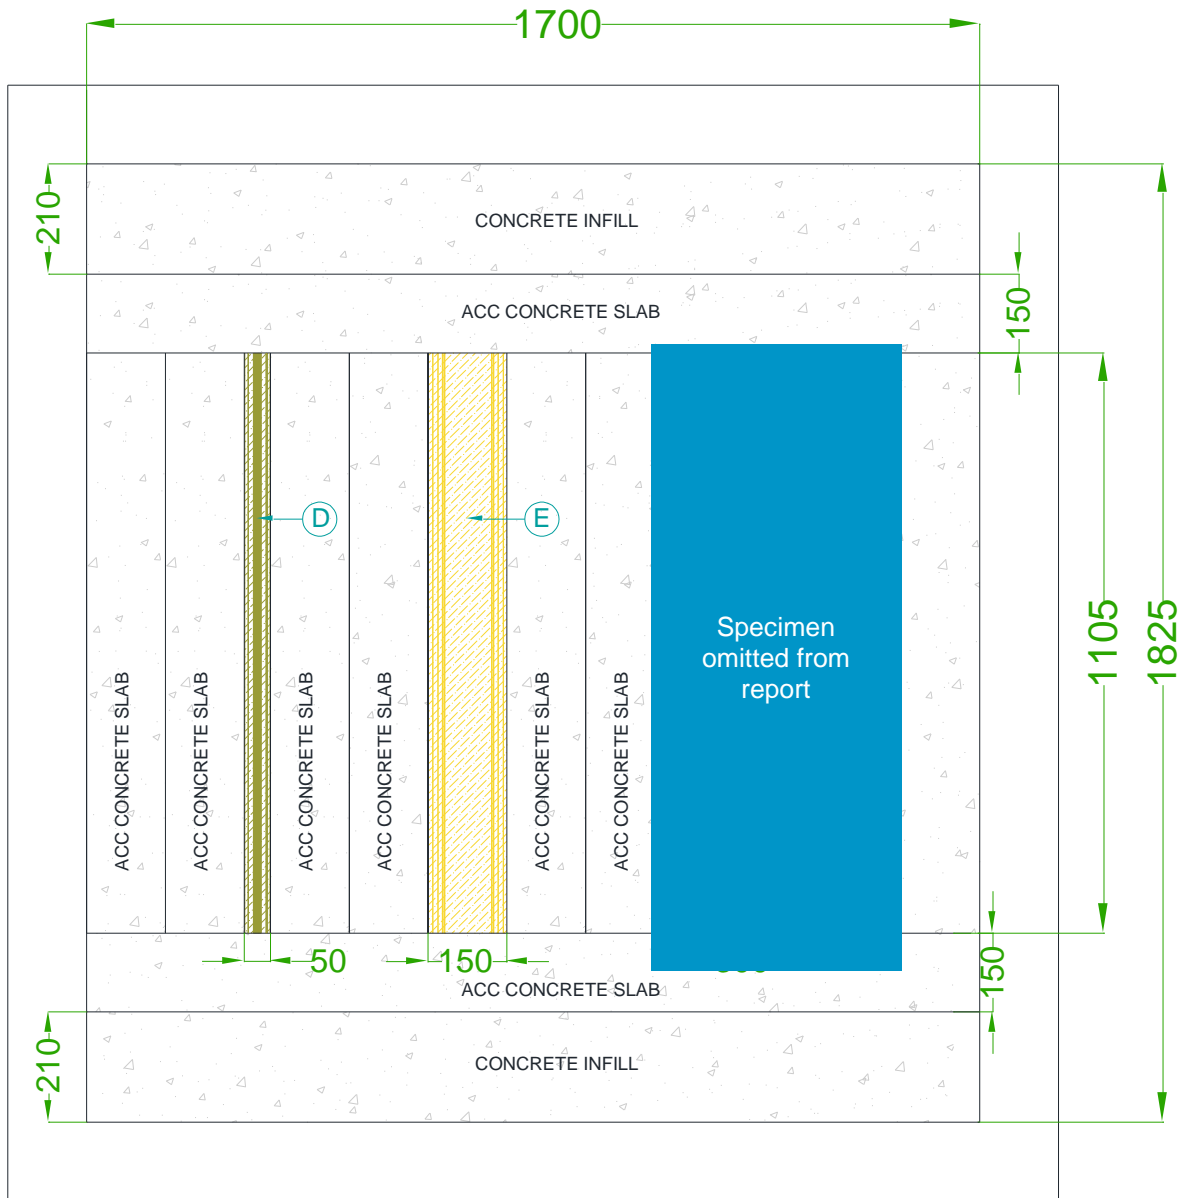 1700
210
CONCRETE INFILL
ACC CONCRETE SLAB
150
D
E
Specimen
omitted from
report
1105
1825
ACC CONCRETE SLAB
ACC CONCRETE SLAB
ACC CONCRETE SLAB
ACC CONCRETE SLAB
ACC CONCRETE SLAB
ACC CONCRETE SLAB
50
150
150
ACC CONCRETE SLAB
210
CONCRETE INFILL